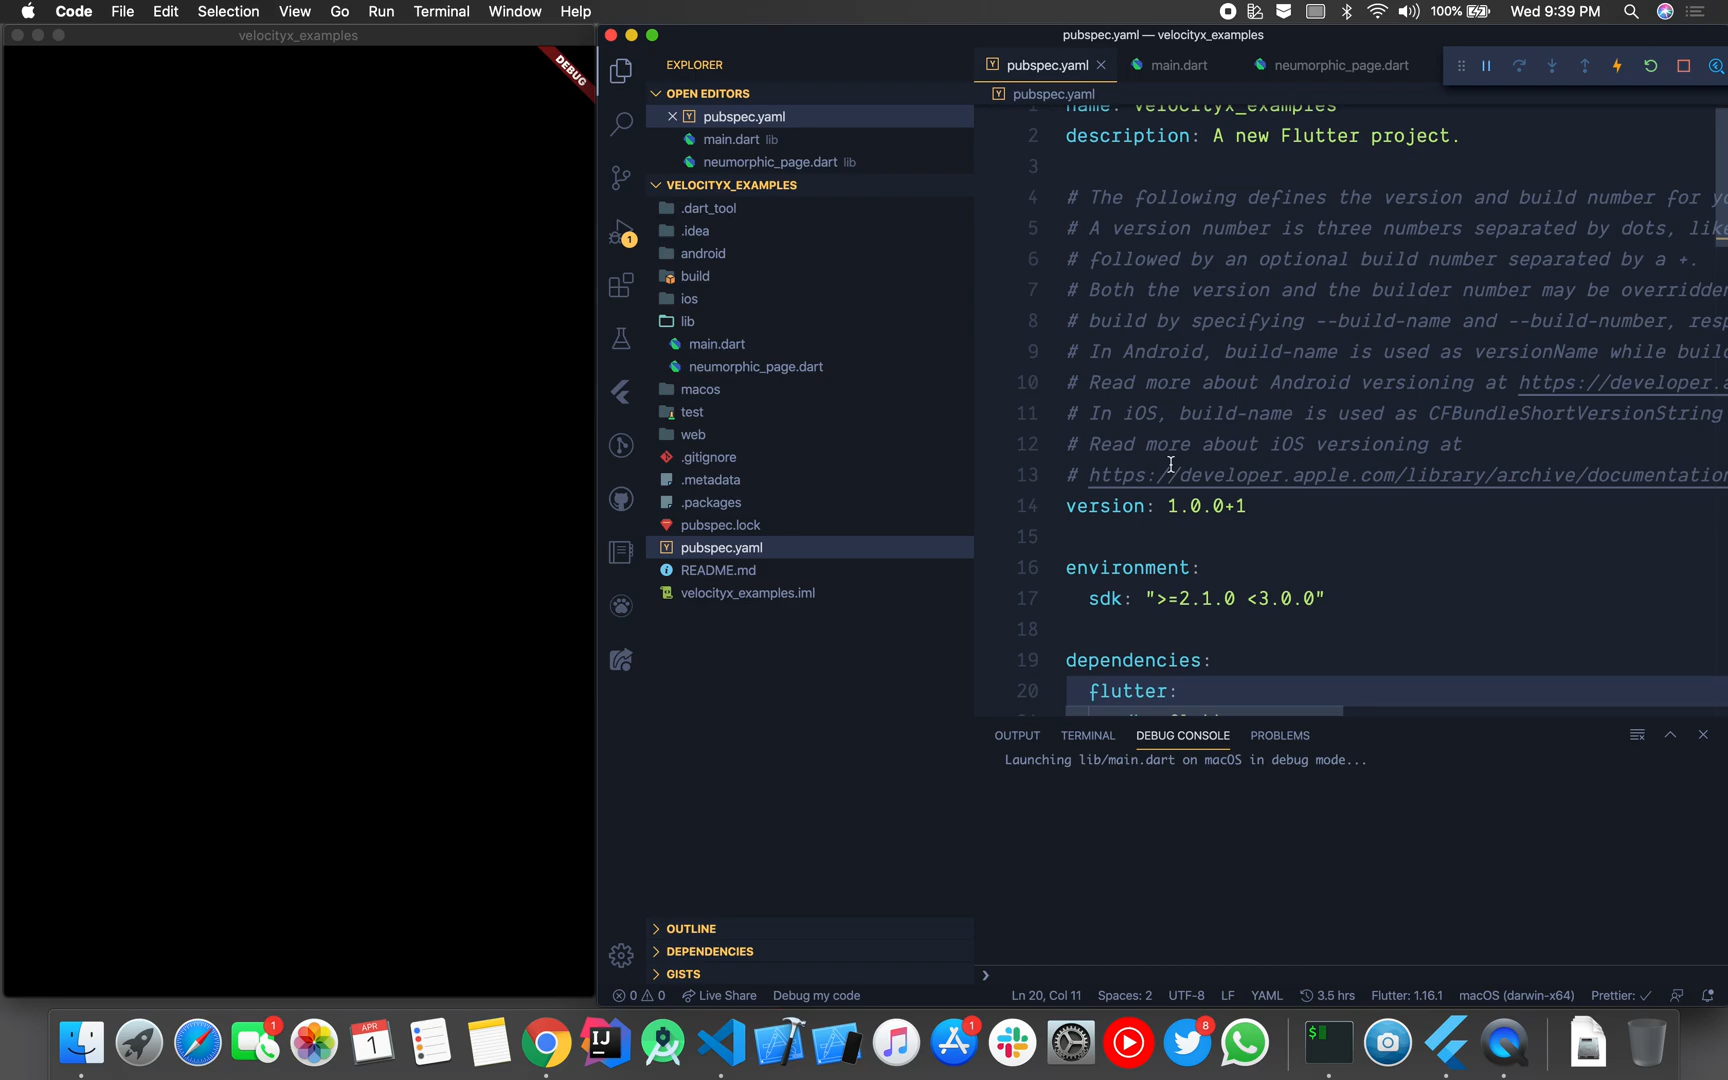 Code File Edit Selection View Go Run Terminal Window Help
100% Wed 9:39 PM
velocityx_examples
DEBUG
pubspec.yaml — velocityx_examples
EXPLORER
OPEN EDITORS
pubspec.yaml
main.dart lib
neumorphic_page.dart lib
VELOCITYX_EXAMPLES
.dart_tool
.idea
android
build
ios
lib
main.dart
neumorphic_page.dart
macos
test
web
.gitignore
.metadata
.packages
pubspec.lock
pubspec.yaml
README.md
velocityx_examples.iml
OUTLINE
DEPENDENCIES
GISTS
1
pubspec.yaml main.dart neumorphic_page.dart
pubspec.yaml
1 name: velocityx_examples
2 description: A new Flutter project.
3
4 # The following defines the version and build number for yo
5 # A version number is three numbers separated by dots, like
6 # followed by an optional build number separated by a +.
7 # Both the version and the builder number may be overridden
8 # build by specifying --build-name and --build-number, resp
9 # In Android, build-name is used as versionName while buil
10 # Read more about Android versioning at https://developer.a
11 # In iOS, build-name is used as CFBundleShortVersionString
12 # Read more about iOS versioning at
13 # https://developer.apple.com/library/archive/documentation
14 version: 1.0.0+1
15
16 environment:
17 sdk: ">=2.1.0 <3.0.0"
18
19 dependencies:
20 flutter:
OUTPUT TERMINAL DEBUG CONSOLE PROBLEMS
Launching lib/main.dart on macOS in debug mode...
0 0 Live Share Debug my code Ln 20, Col 11 Spaces: 2 UTF-8 LF YAML 3.5 hrs Flutter: 1.16.1 macOS (darwin-x64) Prettier: ✓
1 APR 1 IJ 1 8 $